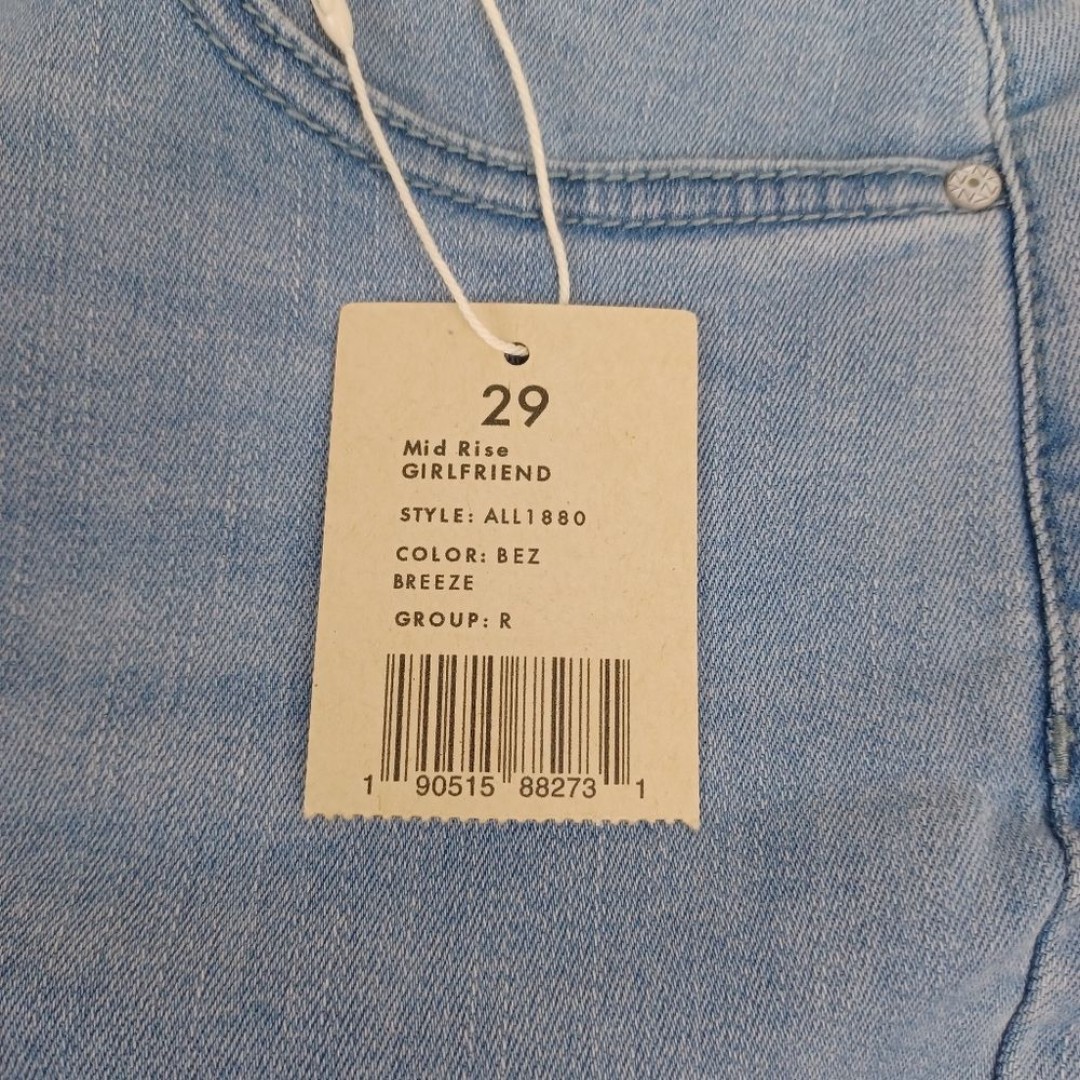 29
Mid Rise
GIRLFRIEND
STYLE: ALL1880
COLOR: BEZ
BREEZE
GROUP: R
1 90515 88273 1